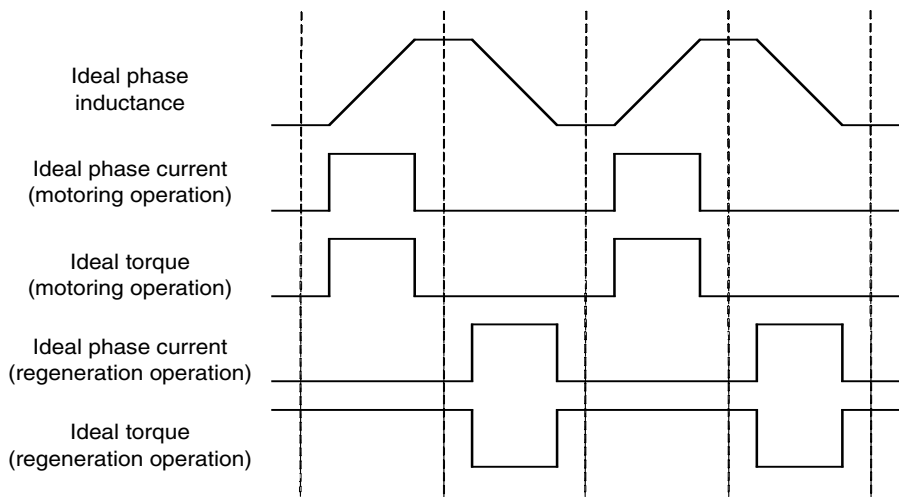 Ideal phase
inductance
Ideal phase current
(motoring operation)
Ideal torque
(motoring operation)
Ideal phase current
(regeneration operation)
Ideal torque
(regeneration operation)